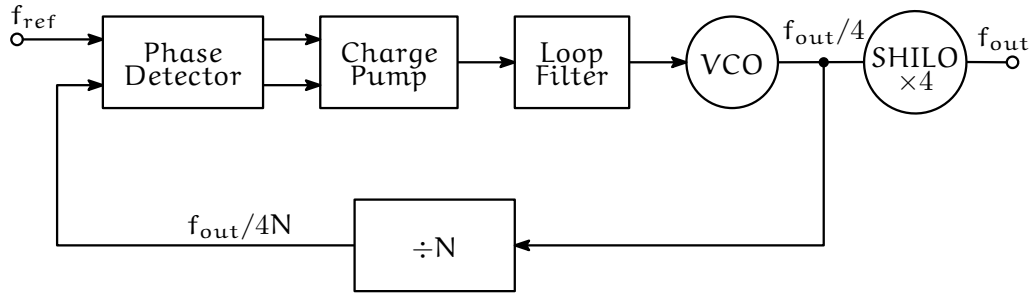 f_ref
Phase
Detector
Charge
Pump
Loop
Filter
VCO
f_out/4
SHILO
×4
f_out
f_out/4N
÷N